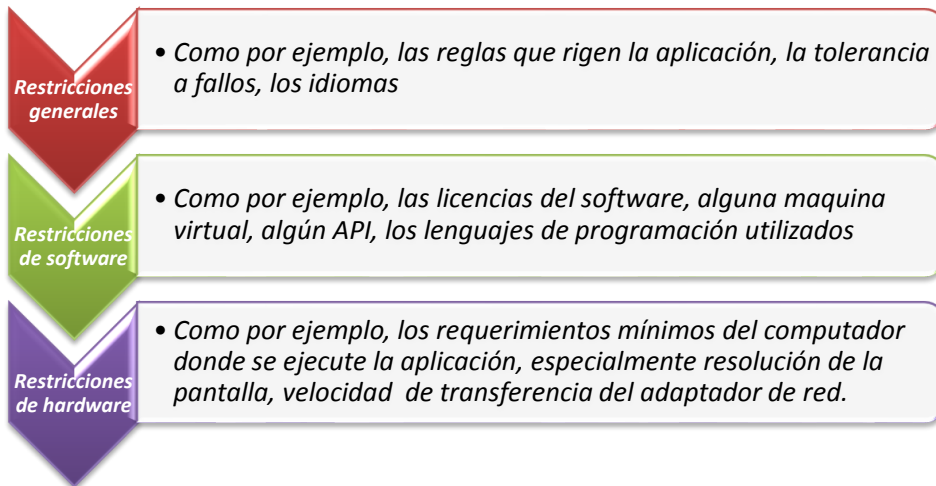 Restricciones
generales
• Como por ejemplo, las reglas que rigen la aplicación, la tolerancia
a fallos, los idiomas
Restricciones
de software
• Como por ejemplo, las licencias del software, alguna maquina
virtual, algún API, los lenguajes de programación utilizados
Restricciones
de hardware
• Como por ejemplo, los requerimientos mínimos del computador
donde se ejecute la aplicación, especialmente resolución de la
pantalla, velocidad de transferencia del adaptador de red.